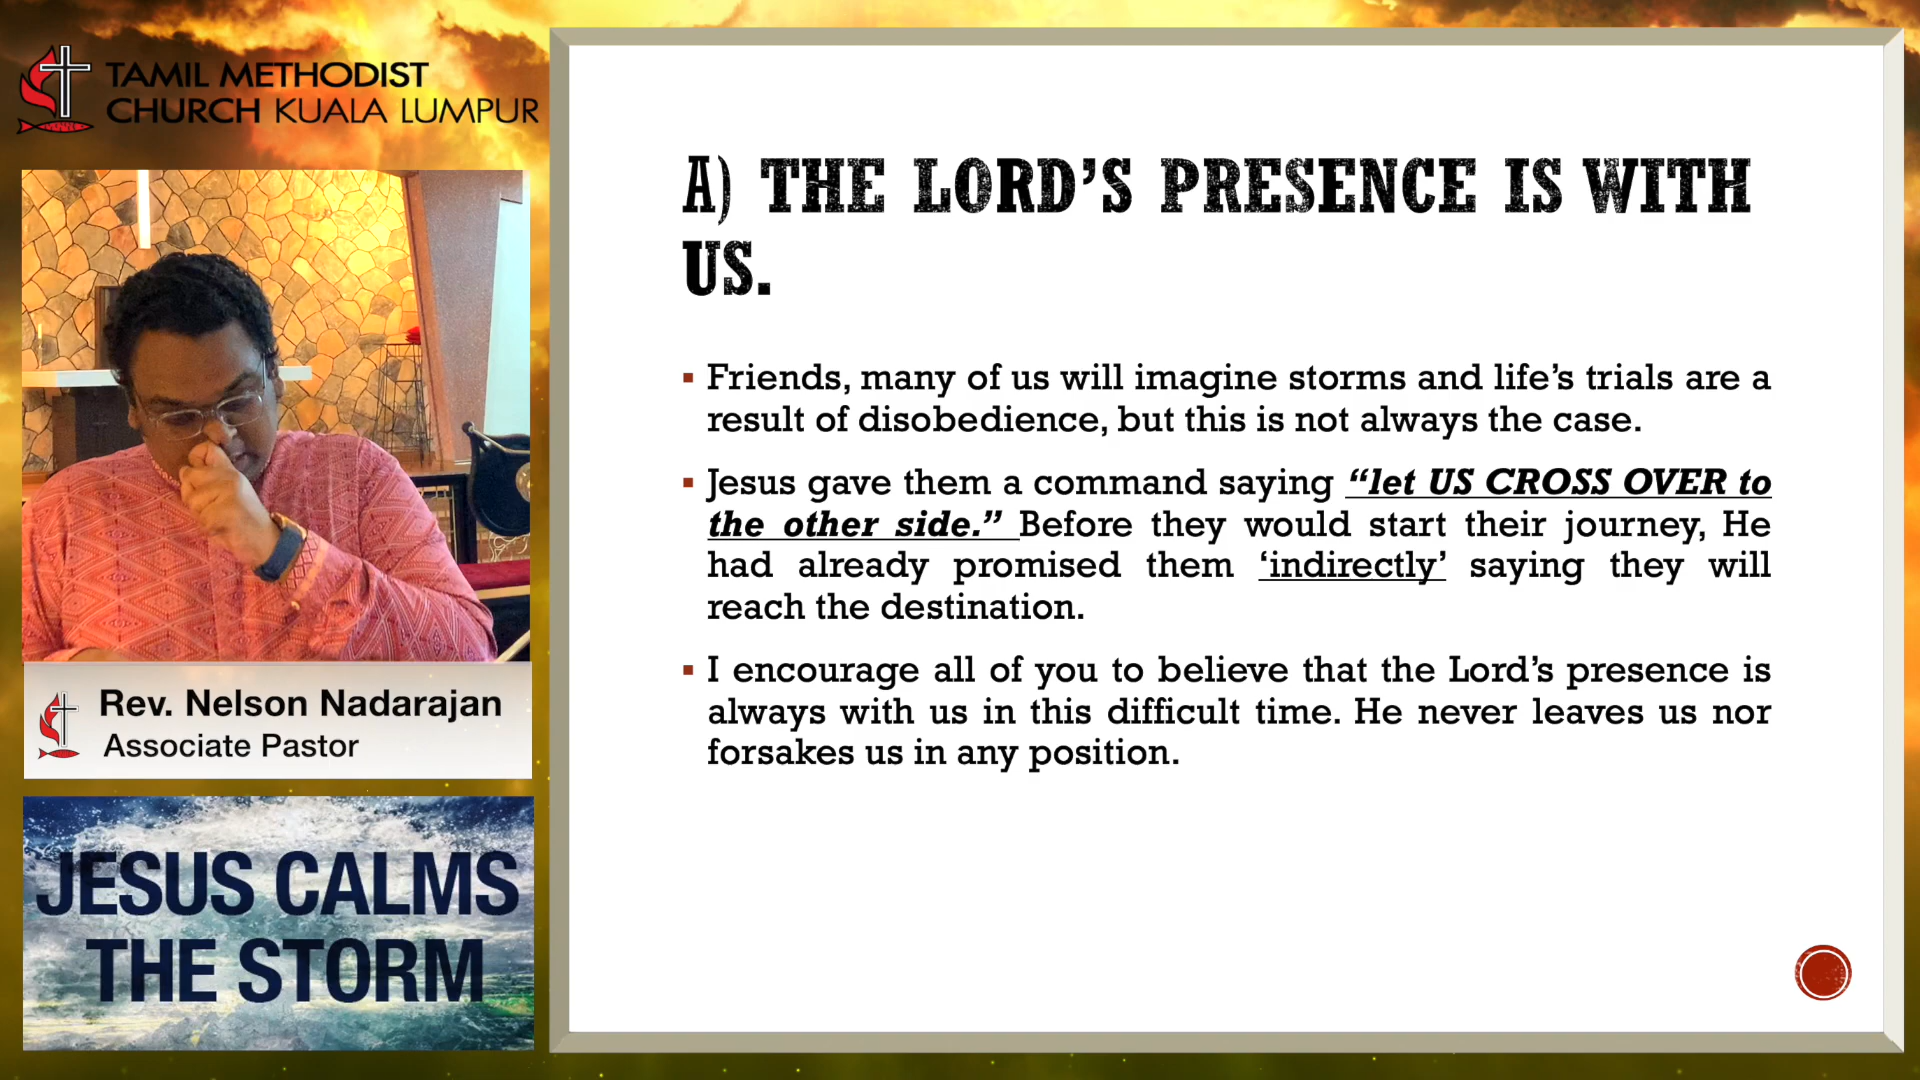 TAMIL METHODIST
CHURCH KUALA LUMPUR
Rev. Nelson Nadarajan
Associate Pastor
JESUS CALMS
THE STORM
A) THE LORD’S PRESENCE IS WITH
US.
▪ Friends, many of us will imagine storms and life’s trials are a
result of disobedience, but this is not always the case.
▪ Jesus gave them a command saying “let US CROSS OVER to
the other side.” Before they would start their journey, He
had already promised them ‘indirectly’ saying they will
reach the destination.
▪ I encourage all of you to believe that the Lord’s presence is
always with us in this difficult time. He never leaves us nor
forsakes us in any position.